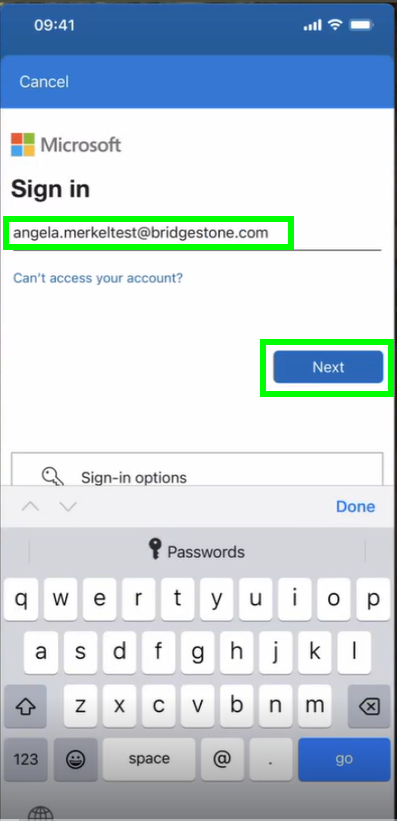 09:41
Cancel
Microsoft
Sign in
angela.merkeltest@bridgestone.com
Can't access your account?
Next
Sign-in options
Done
Passwords
q w e r t y u i o p
a s d f g h j k l
z x c v b n m
123 space @ . go